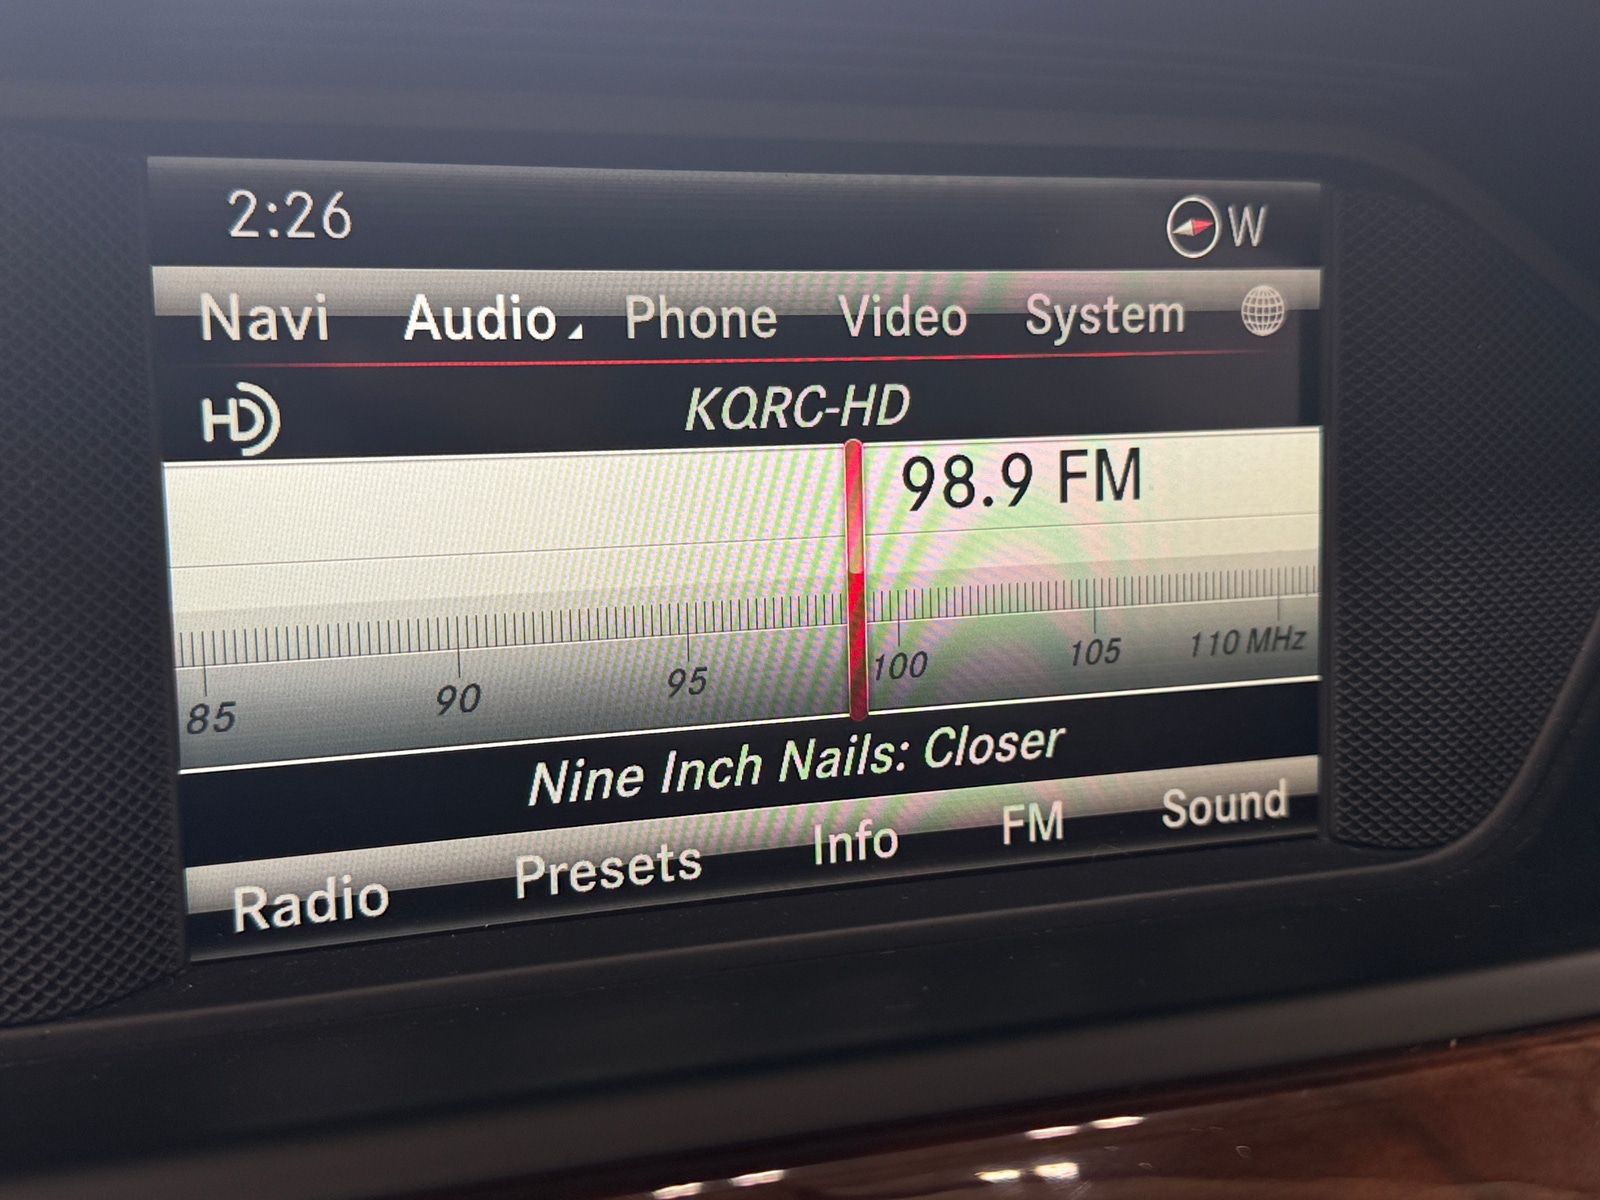 2:26 W
Navi Audio Phone Video System
HD KQRC-HD
98.9 FM
85 90 95 100 105 110 MHz
Nine Inch Nails: Closer
Radio Presets Info FM Sound